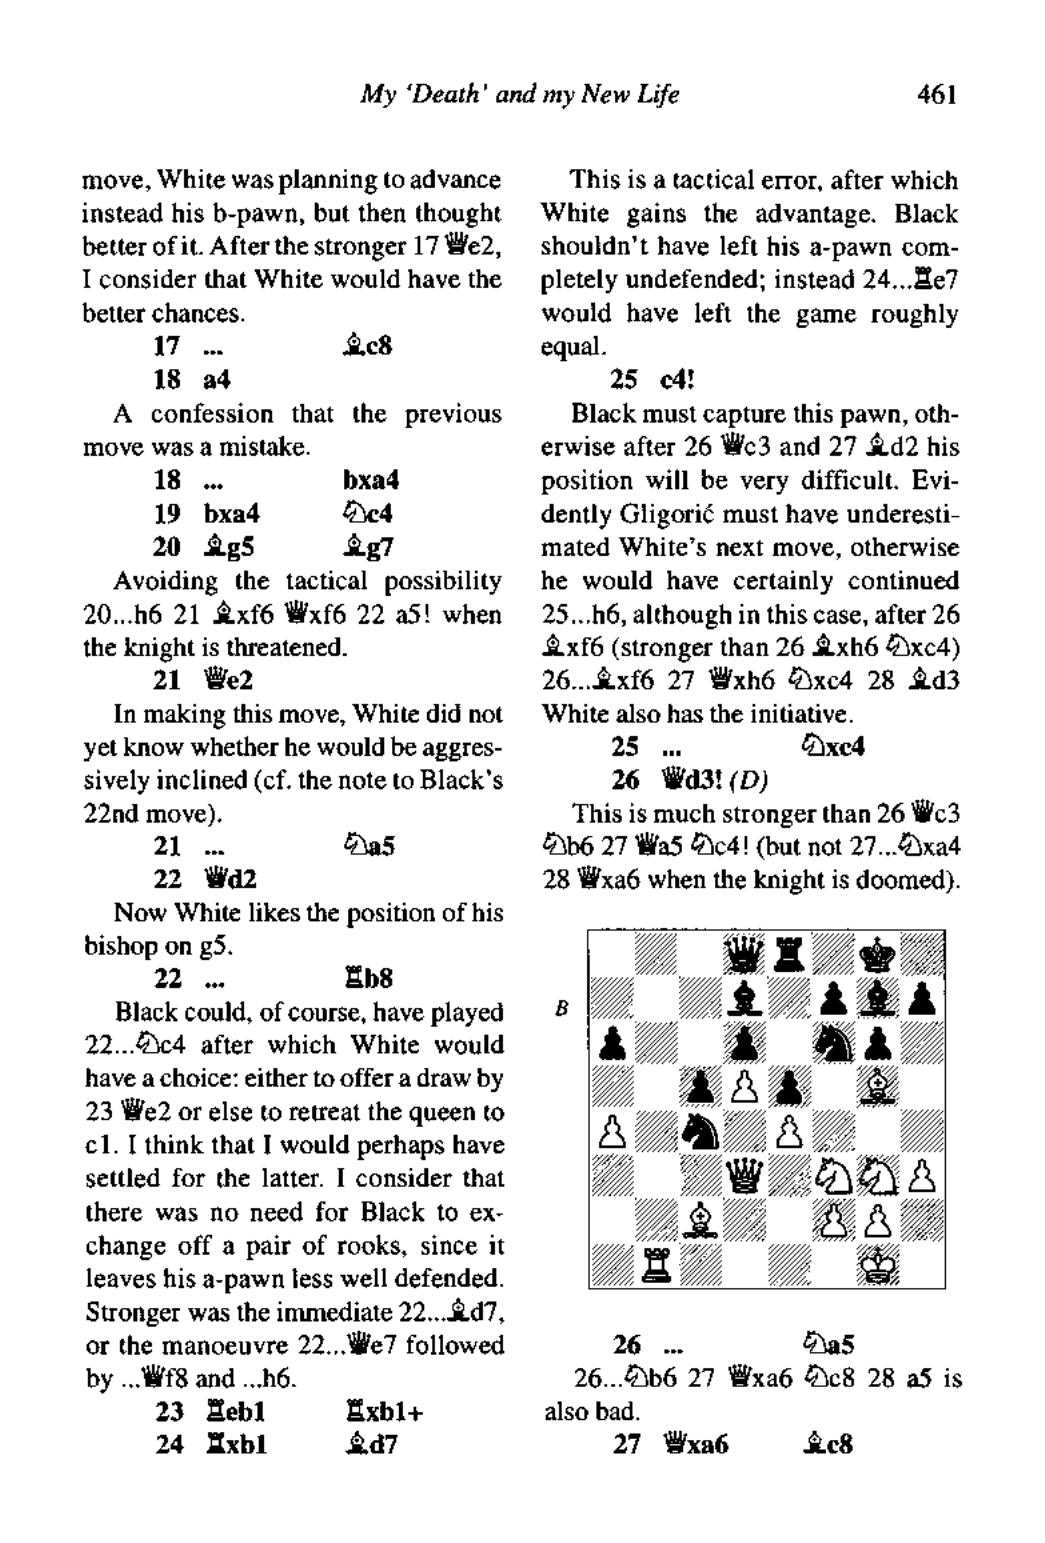 My ‘Death’ and my New Life 461
move, White was planning to advance
instead his b-pawn, but then thought
better of it. After the stronger 17 ♕e2,
I consider that White would have the
better chances.
17 ... ♗c8
18 a4
A confession that the previous
move was a mistake.
18 ... bxa4
19 bxa4 ♘c4
20 ♗g5 ♗g7
Avoiding the tactical possibility
20...h6 21 ♗xf6 ♕xf6 22 a5! when
the knight is threatened.
21 ♕e2
In making this move, White did not
yet know whether he would be aggres-
sively inclined (cf. the note to Black’s
22nd move).
21 ... ♘a5
22 ♕d2
Now White likes the position of his
bishop on g5.
22 ... ♖b8
Black could, of course, have played
22...♘c4 after which White would
have a choice: either to offer a draw by
23 ♕e2 or else to retreat the queen to
c1. I think that I would perhaps have
settled for the latter. I consider that
there was no need for Black to ex-
change off a pair of rooks, since it
leaves his a-pawn less well defended.
Stronger was the immediate 22...♗d7,
or the manoeuvre 22...♕e7 followed
by ...♕f8 and ...h6.
23 ♖eb1 ♖xb1+
24 ♖xb1 ♗d7
This is a tactical error, after which
White gains the advantage. Black
shouldn’t have left his a-pawn com-
pletely undefended; instead 24...♖e7
would have left the game roughly
equal.
25 c4!
Black must capture this pawn, oth-
erwise after 26 ♕c3 and 27 ♗d2 his
position will be very difficult. Evi-
dently Gligorić must have underesti-
mated White’s next move, otherwise
he would have certainly continued
25...h6, although in this case, after 26
♗xf6 (stronger than 26 ♗xh6 ♘xc4)
26...♗xf6 27 ♕xh6 ♘xc4 28 ♗d3
White also has the initiative.
25 ... ♘xc4
26 ♕d3! (D)
This is much stronger than 26 ♕c3
♘b6 27 ♕a5 ♘c4! (but not 27...♘xa4
28 ♕xa6 when the knight is doomed).
B
26 ... ♘a5
26...♘b6 27 ♕xa6 ♘c8 28 a5 is
also bad.
27 ♕xa6 ♗c8